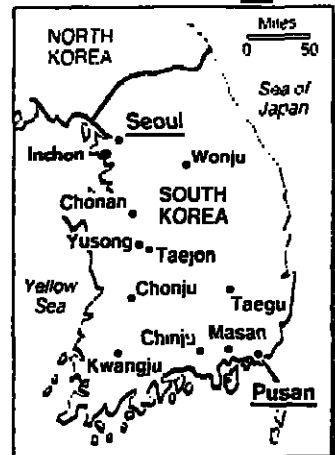 Miles
0 50
NORTH
KOREA
Sea of
Japan
Seoul
Inchon
Wonju
SOUTH
KOREA
Chonan
Yusong
Taejon
Yellow
Sea
Chonju
Taegu
Chinju
Masan
Kwangju
Pusan